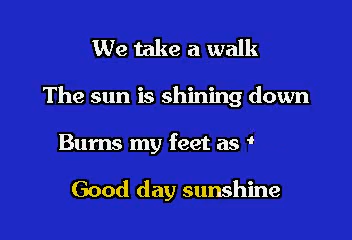 We take a walk
The sun is shining down
Burns my feet as
Good day sunshine